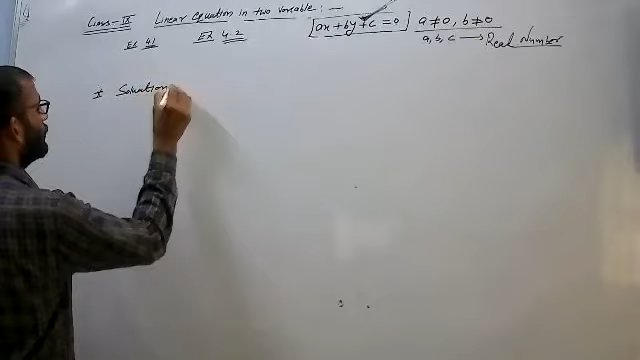 Class-IX Linear equation in two variable:- [ax+by+c=0] a≠0, b≠0
Ex 4.1 Ex 4.2 a, b, c → Real Number
* Soluation